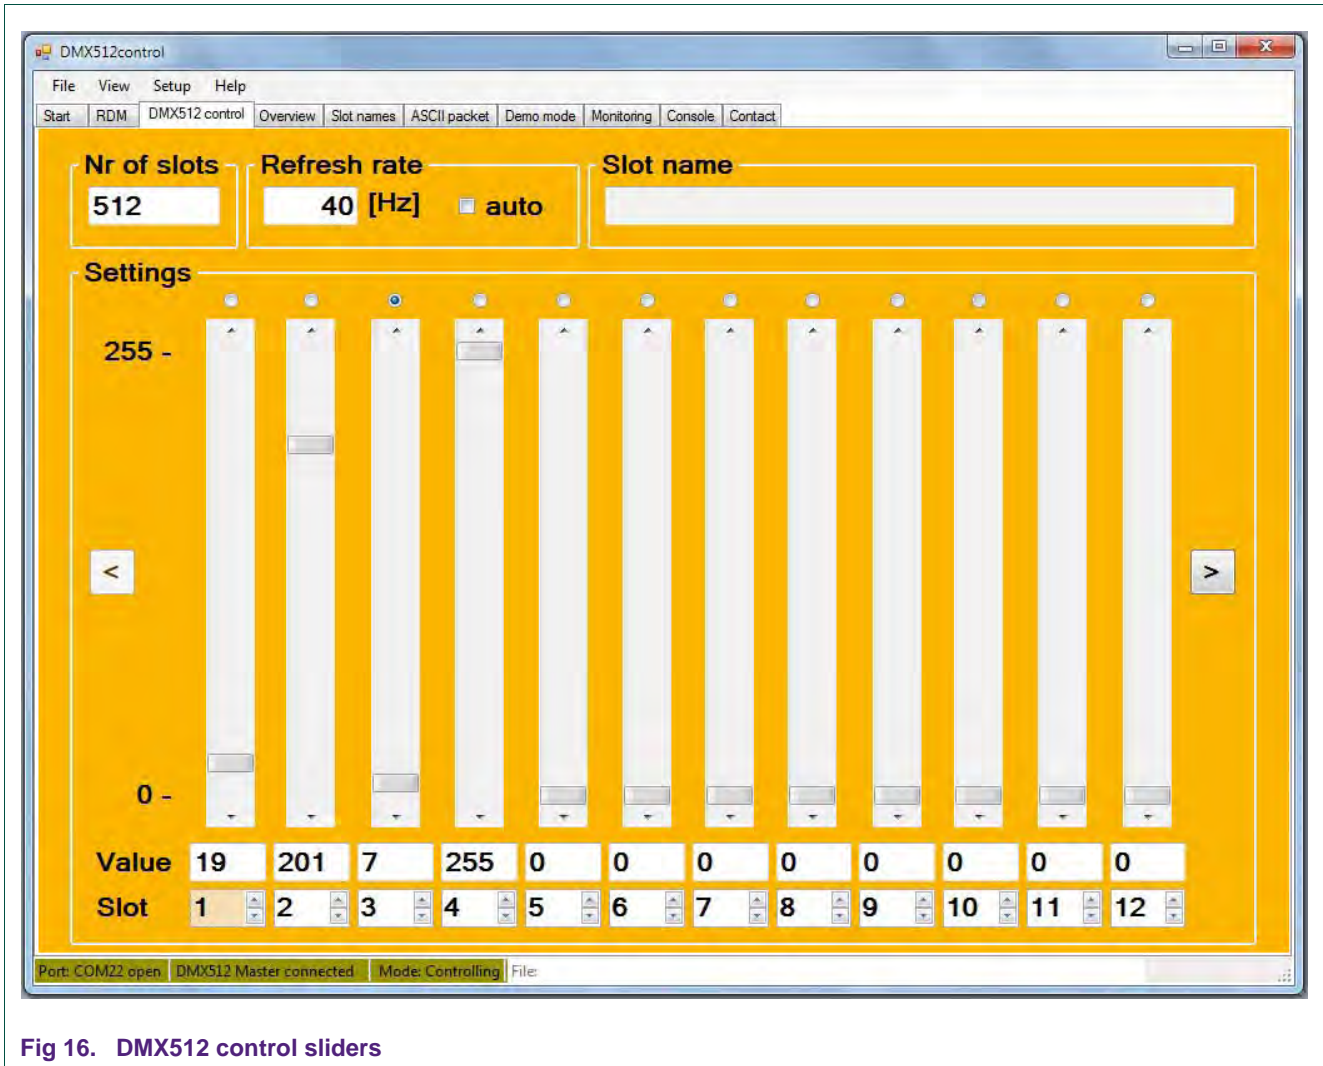 DMX512control
File View Setup Help
Start RDM DMX512 control Overview Slot names ASCII packet Demo mode Monitoring Console Contact
Nr of slots Refresh rate Slot name
512 40 [Hz] auto
Settings
255 -
< >
0 -
Value 19 201 7 255 0 0 0 0 0 0 0 0
Slot 1 2 3 4 5 6 7 8 9 10 11 12
Port: COM22 open DMX512 Master connected Mode: Controlling File:
Fig 16. DMX512 control sliders